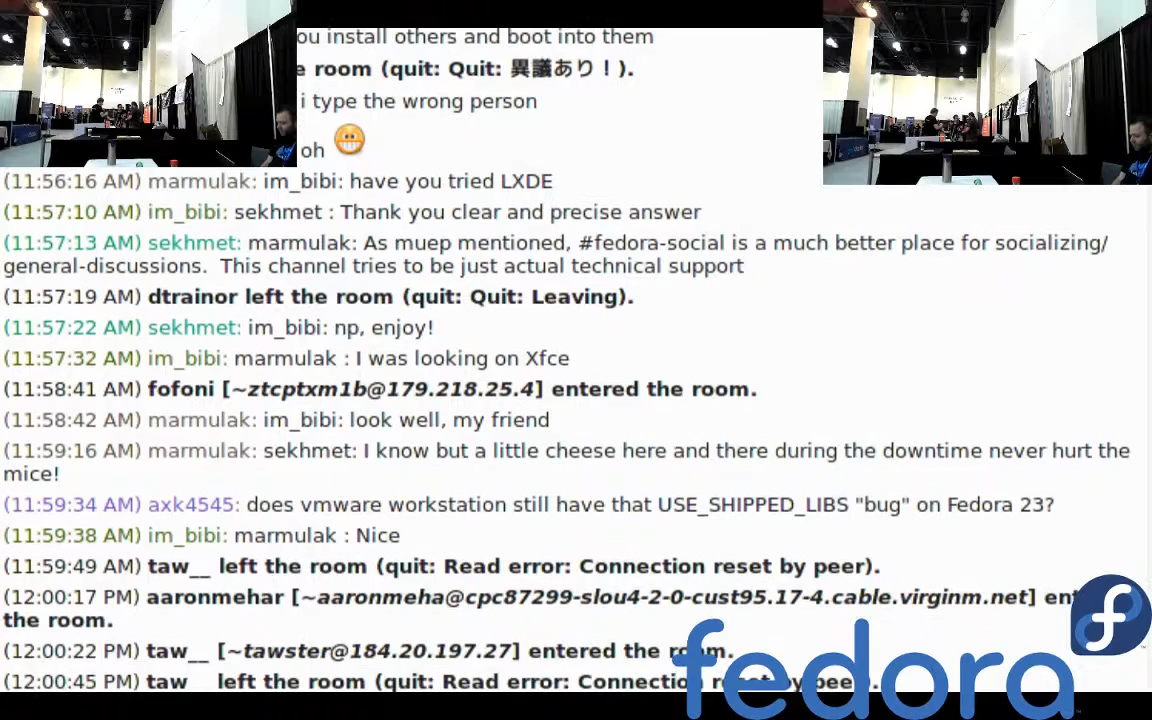 ou install others and boot into them
e room (quit: Quit: 異議あり！).
i type the wrong person
oh
(11:56:16 AM) marmulak: im_bibi: have you tried LXDE
(11:57:10 AM) im_bibi: sekhmet : Thank you clear and precise answer
(11:57:13 AM) sekhmet: marmulak: As muep mentioned, #fedora-social is a much better place for socializing/
general-discussions.  This channel tries to be just actual technical support
(11:57:19 AM) dtrainor left the room (quit: Quit: Leaving).
(11:57:22 AM) sekhmet: im_bibi: np, enjoy!
(11:57:32 AM) im_bibi: marmulak : I was looking on Xfce
(11:58:41 AM) fofoni [~ztcptxm1b@179.218.25.4] entered the room.
(11:58:42 AM) marmulak: im_bibi: look well, my friend
(11:59:16 AM) marmulak: sekhmet: I know but a little cheese here and there during the downtime never hurt the
mice!
(11:59:34 AM) axk4545: does vmware workstation still have that USE_SHIPPED_LIBS "bug" on Fedora 23?
(11:59:38 AM) im_bibi: marmulak : Nice
(11:59:49 AM) taw__ left the room (quit: Read error: Connection reset by peer).
(12:00:17 PM) aaronmehar [~aaronmeha@cpc87299-slou4-2-0-cust95.17-4.cable.virginm.net] ent
the room.
(12:00:22 PM) taw__ [~tawster@184.20.197.27] entered the room.
(12:00:45 PM) taw__ left the room (quit: Read error: Connection reset by peer).
fedora